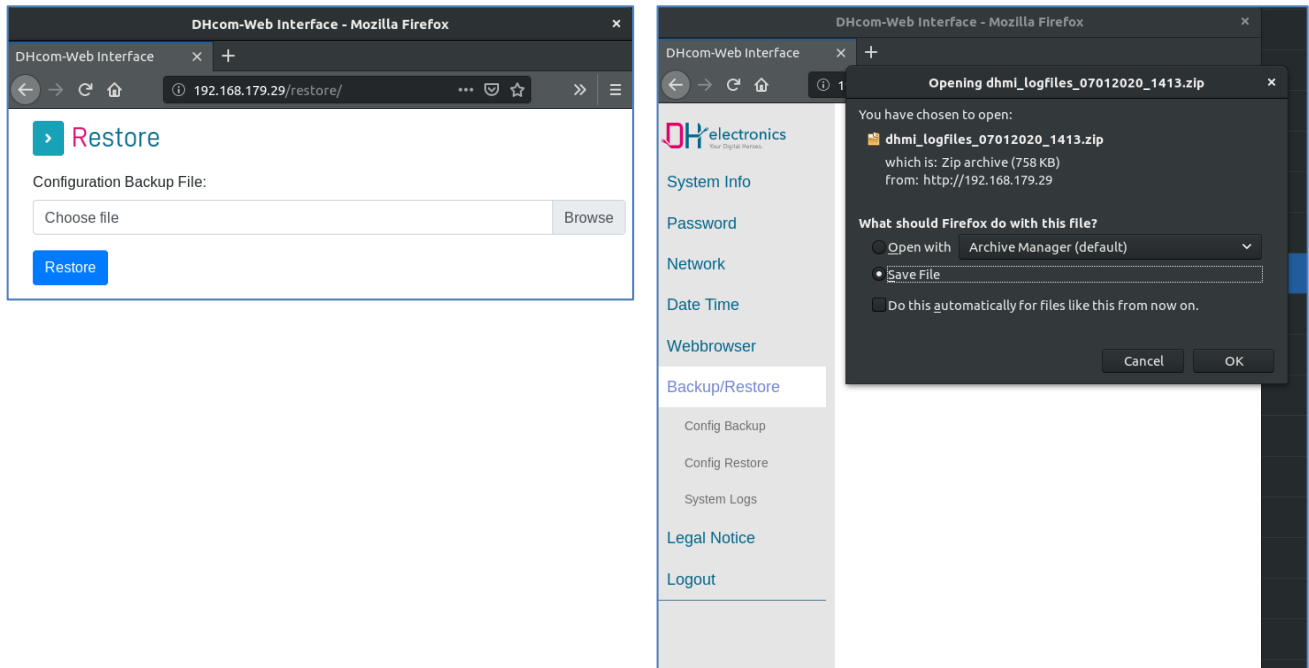 DHcom-Web Interface - Mozilla Firefox
DHcom-Web Interface
192.168.179.29/restore/
Restore
Configuration Backup File:
Choose file Browse
Restore
DHcom-Web Interface - Mozilla Firefox
DHcom-Web Interface
1
DH electronics
Your Digital Heroes.
System Info
Password
Network
Date Time
Webbrowser
Backup/Restore
Config Backup
Config Restore
System Logs
Legal Notice
Logout
Opening dhmi_logfiles_07012020_1413.zip
You have chosen to open:
dhmi_logfiles_07012020_1413.zip
which is: Zip archive (758 KB)
from: http://192.168.179.29
What should Firefox do with this file?
Open with Archive Manager (default)
Save File
Do this automatically for files like this from now on.
Cancel OK